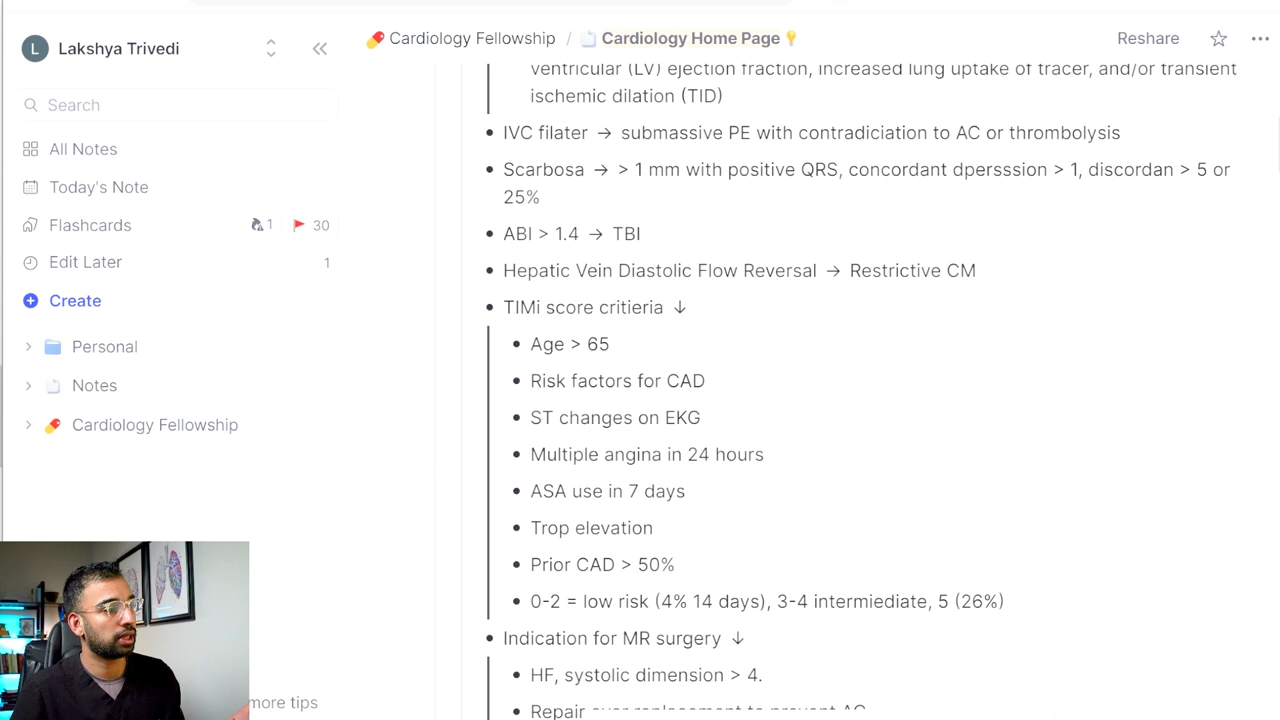 L Lakshya Trivedi
Search
All Notes
Today's Note
Flashcards 1 30
Edit Later 1
Create
Personal
Notes
Cardiology Fellowship
more tips
Cardiology Fellowship / Cardiology Home Page
Reshare
ventricular (LV) ejection fraction, increased lung uptake of tracer, and/or transient
ischemic dilation (TID)
• IVC filater → submassive PE with contradiciation to AC or thrombolysis
• Scarbosa → > 1 mm with positive QRS, concordant dpersssion > 1, discordan > 5 or
25%
• ABI > 1.4 → TBI
• Hepatic Vein Diastolic Flow Reversal → Restrictive CM
• TIMi score critieria ↓
• Age > 65
• Risk factors for CAD
• ST changes on EKG
• Multiple angina in 24 hours
• ASA use in 7 days
• Trop elevation
• Prior CAD > 50%
• 0-2 = low risk (4% 14 days), 3-4 intermiediate, 5 (26%)
• Indication for MR surgery ↓
• HF, systolic dimension > 4.
• Repair over replacement to prevent AC